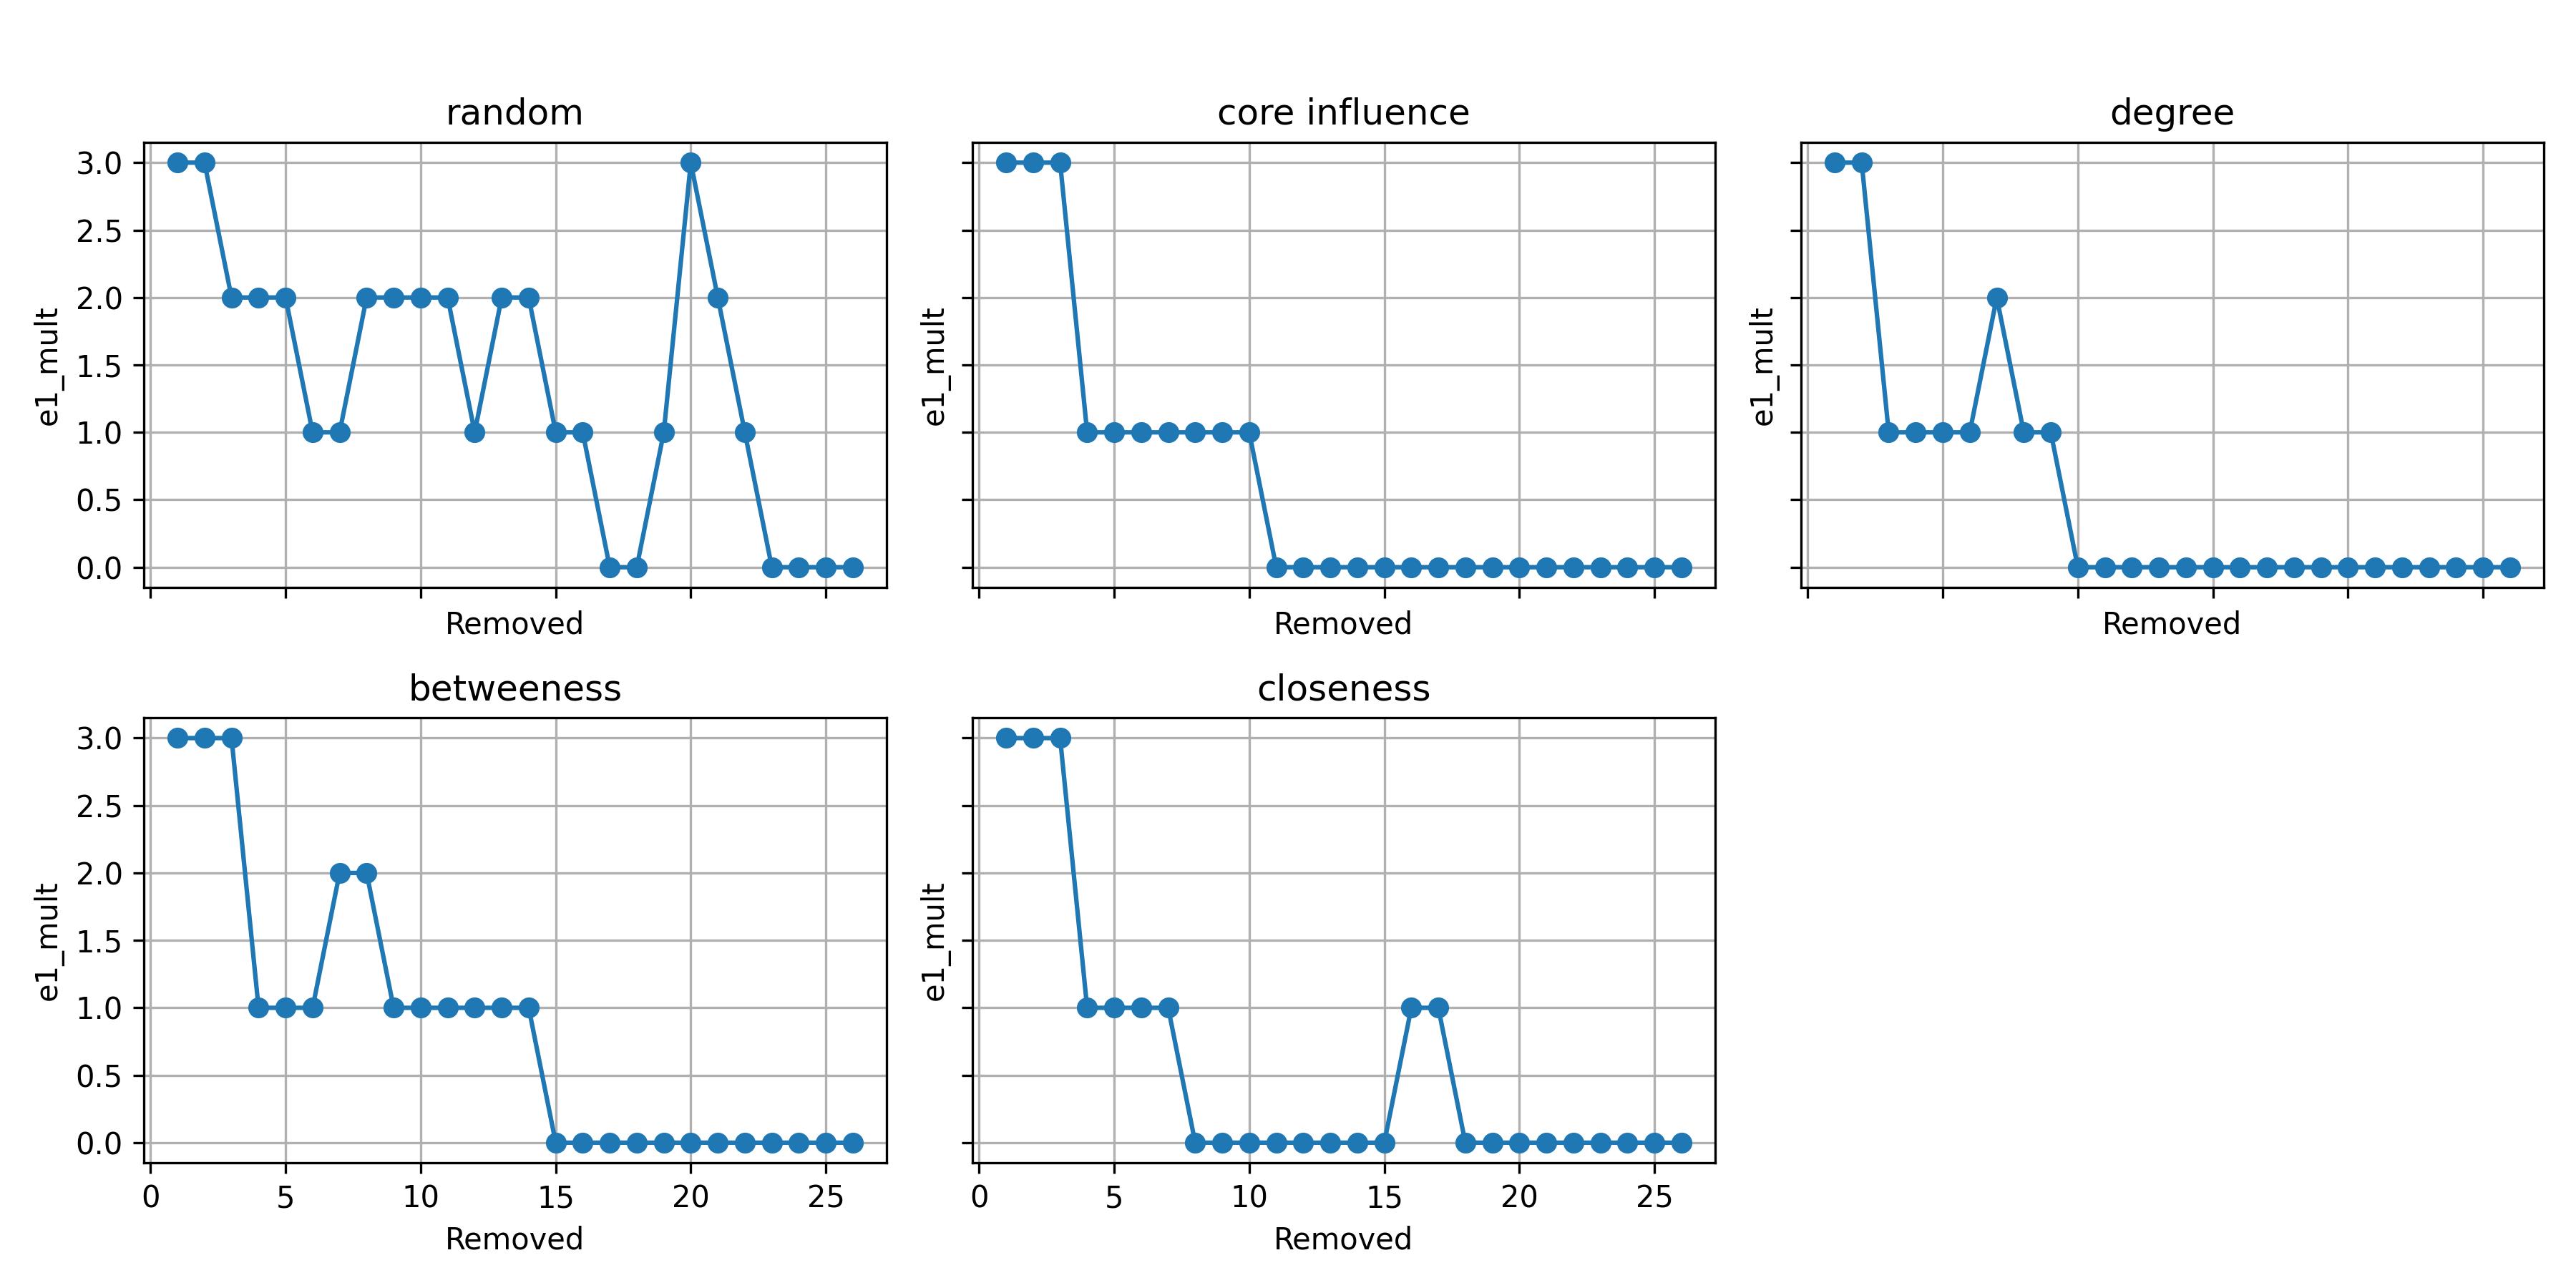 random
3.0
2.5
2.0
1.5
1.0
0.5
0.0
e1_mult
Removed
core influence
e1_mult
Removed
degree
e1_mult
Removed
betweeness
3.0
2.5
2.0
1.5
1.0
0.5
0.0
e1_mult
0 5 10 15 20 25
Removed
closeness
e1_mult
0 5 10 15 20 25
Removed